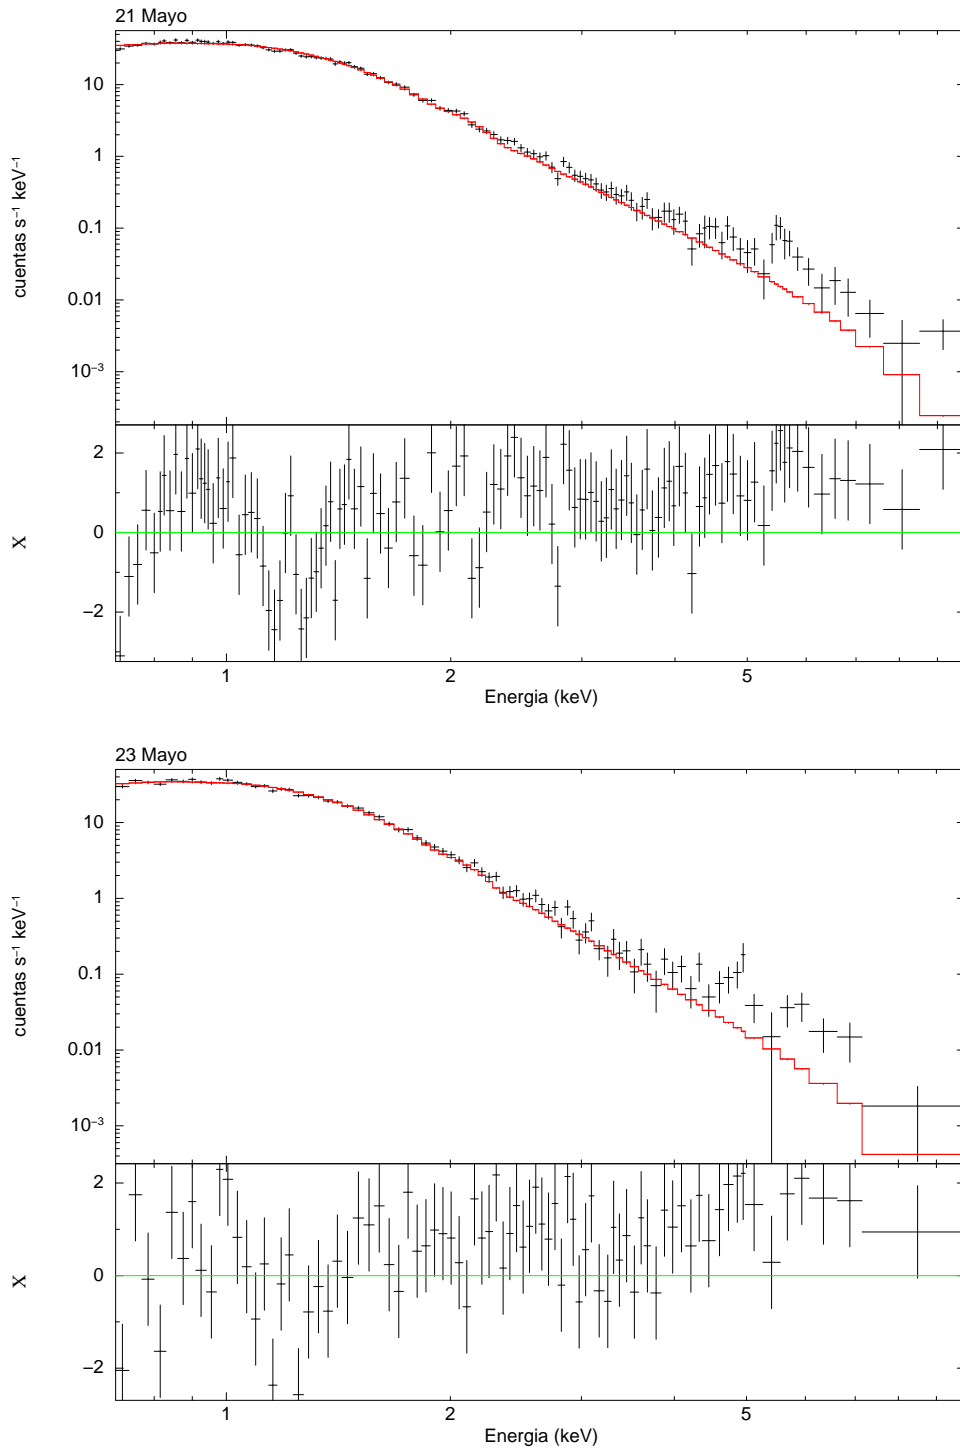 21 Mayo
10
1
0.1
0.01
10⁻³
cuentas s⁻¹ keV⁻¹
2
0
−2
χ
1 2 5
Energia (keV)
23 Mayo
10
1
0.1
0.01
10⁻³
cuentas s⁻¹ keV⁻¹
2
0
−2
χ
1 2 5
Energia (keV)